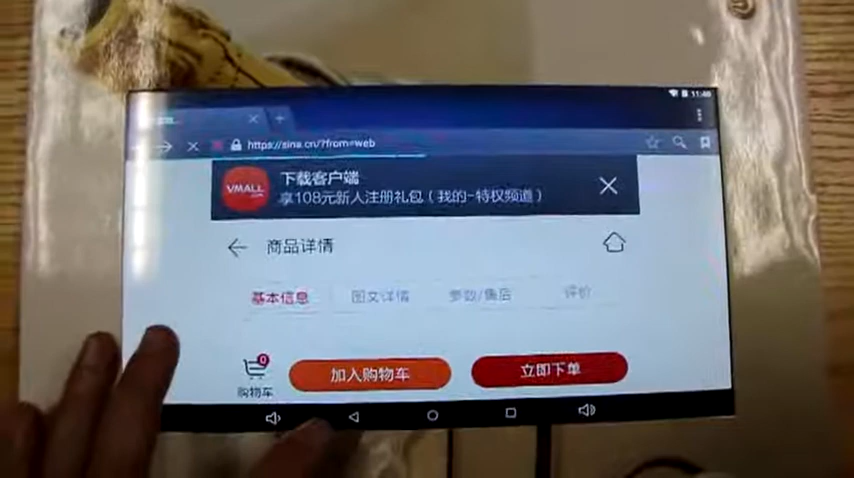 11:46
https://sina.cn/?from=web
VMALL
.com
下载客户端
享108元新人注册礼包（我的-特权频道）
商品详情
基本信息
图文详情
参数/售后
评价
0
购物车
加入购物车
立即下单